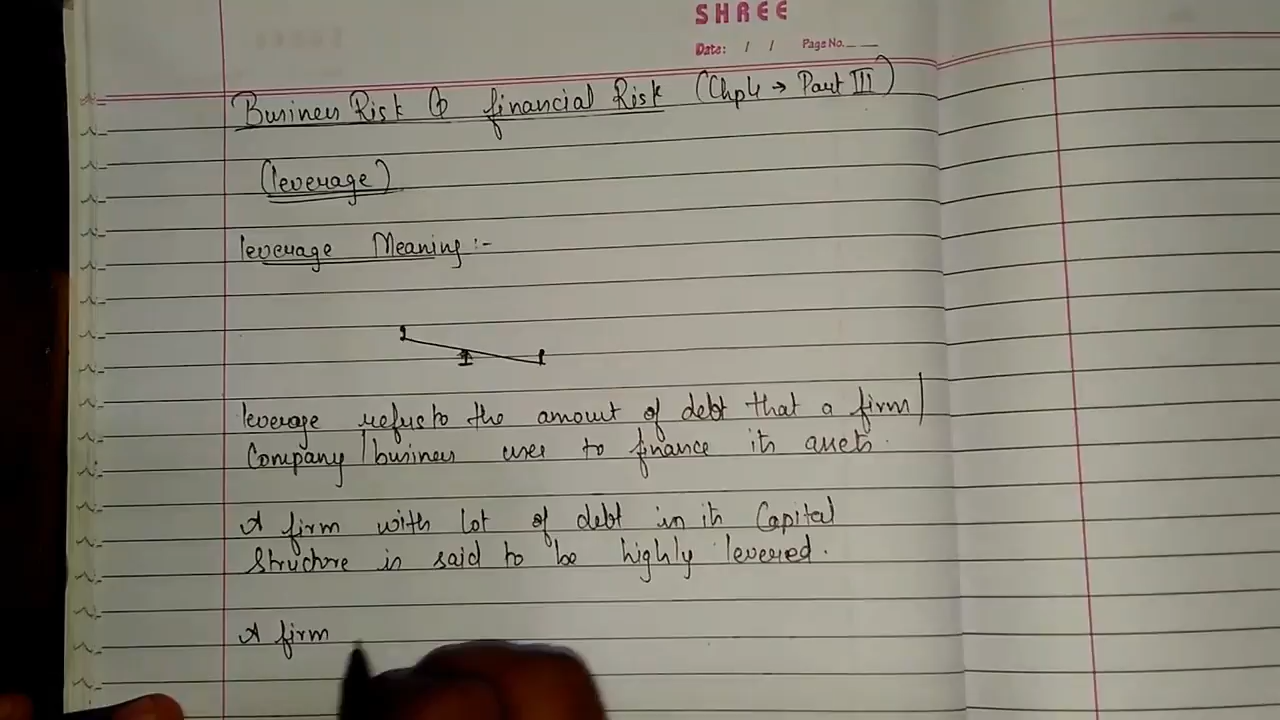 SHREE
Date: / / Page No.
Business Risk & financial Risk (Chp4 → Part III)
(leverage)
leverage Meaning :-
leverage refers to the amount of debt that a firm/
Company/business uses to finance its assets.
A firm with lot of debt in its Capital
Structure is said to be highly levered.
A firm